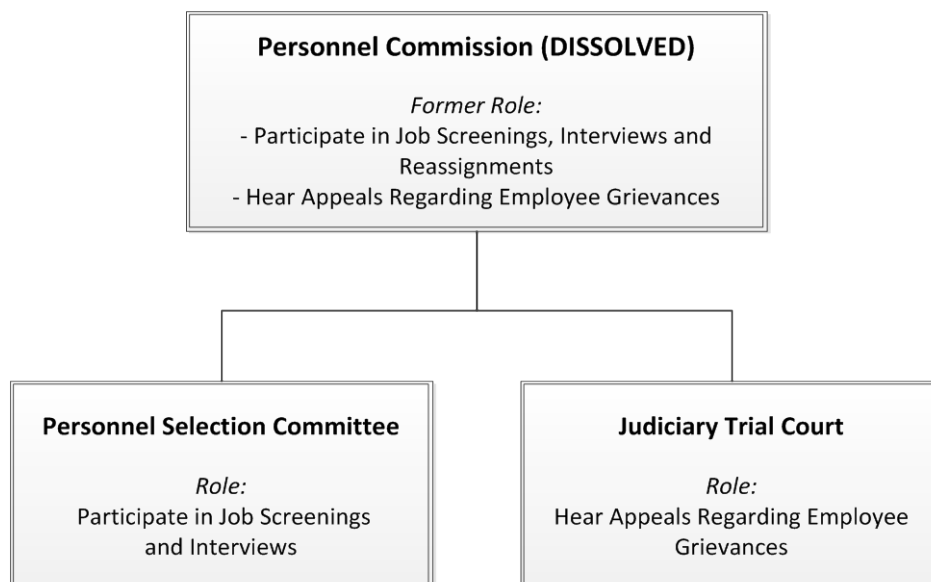 Personnel Commission (DISSOLVED)
Former Role:
- Participate in Job Screenings, Interviews and
Reassignments
- Hear Appeals Regarding Employee Grievances
Personnel Selection Committee
Role:
Participate in Job Screenings
and Interviews
Judiciary Trial Court
Role:
Hear Appeals Regarding Employee
Grievances